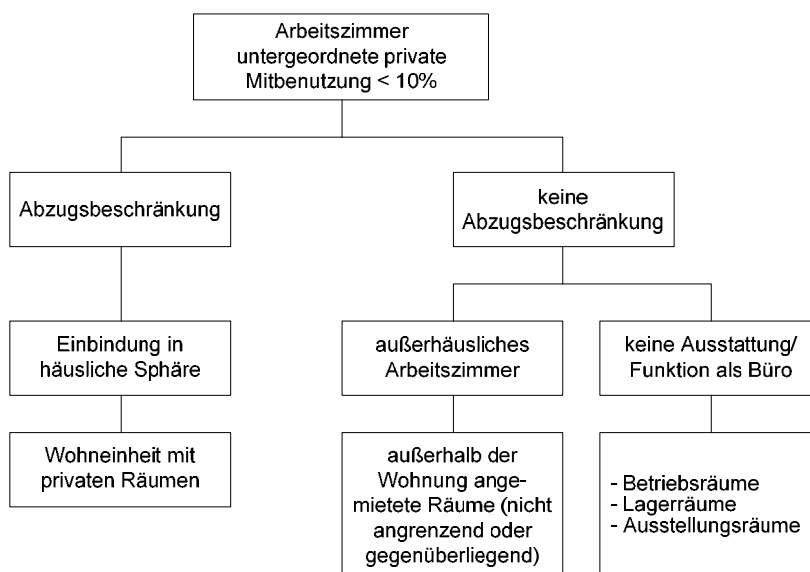 Arbeitszimmer
untergeordnete private
Mitbenutzung < 10%
Abzugsbeschränkung
keine
Abzugsbeschränkung
Einbindung in
häusliche Sphäre
außerhäusliches
Arbeitszimmer
keine Ausstattung/
Funktion als Büro
Wohneinheit mit
privaten Räumen
außerhalb der
Wohnung ange-
mietete Räume (nicht
angrenzend oder
gegenüberliegend)
- Betriebsräume
- Lagerräume
- Ausstellungsräume